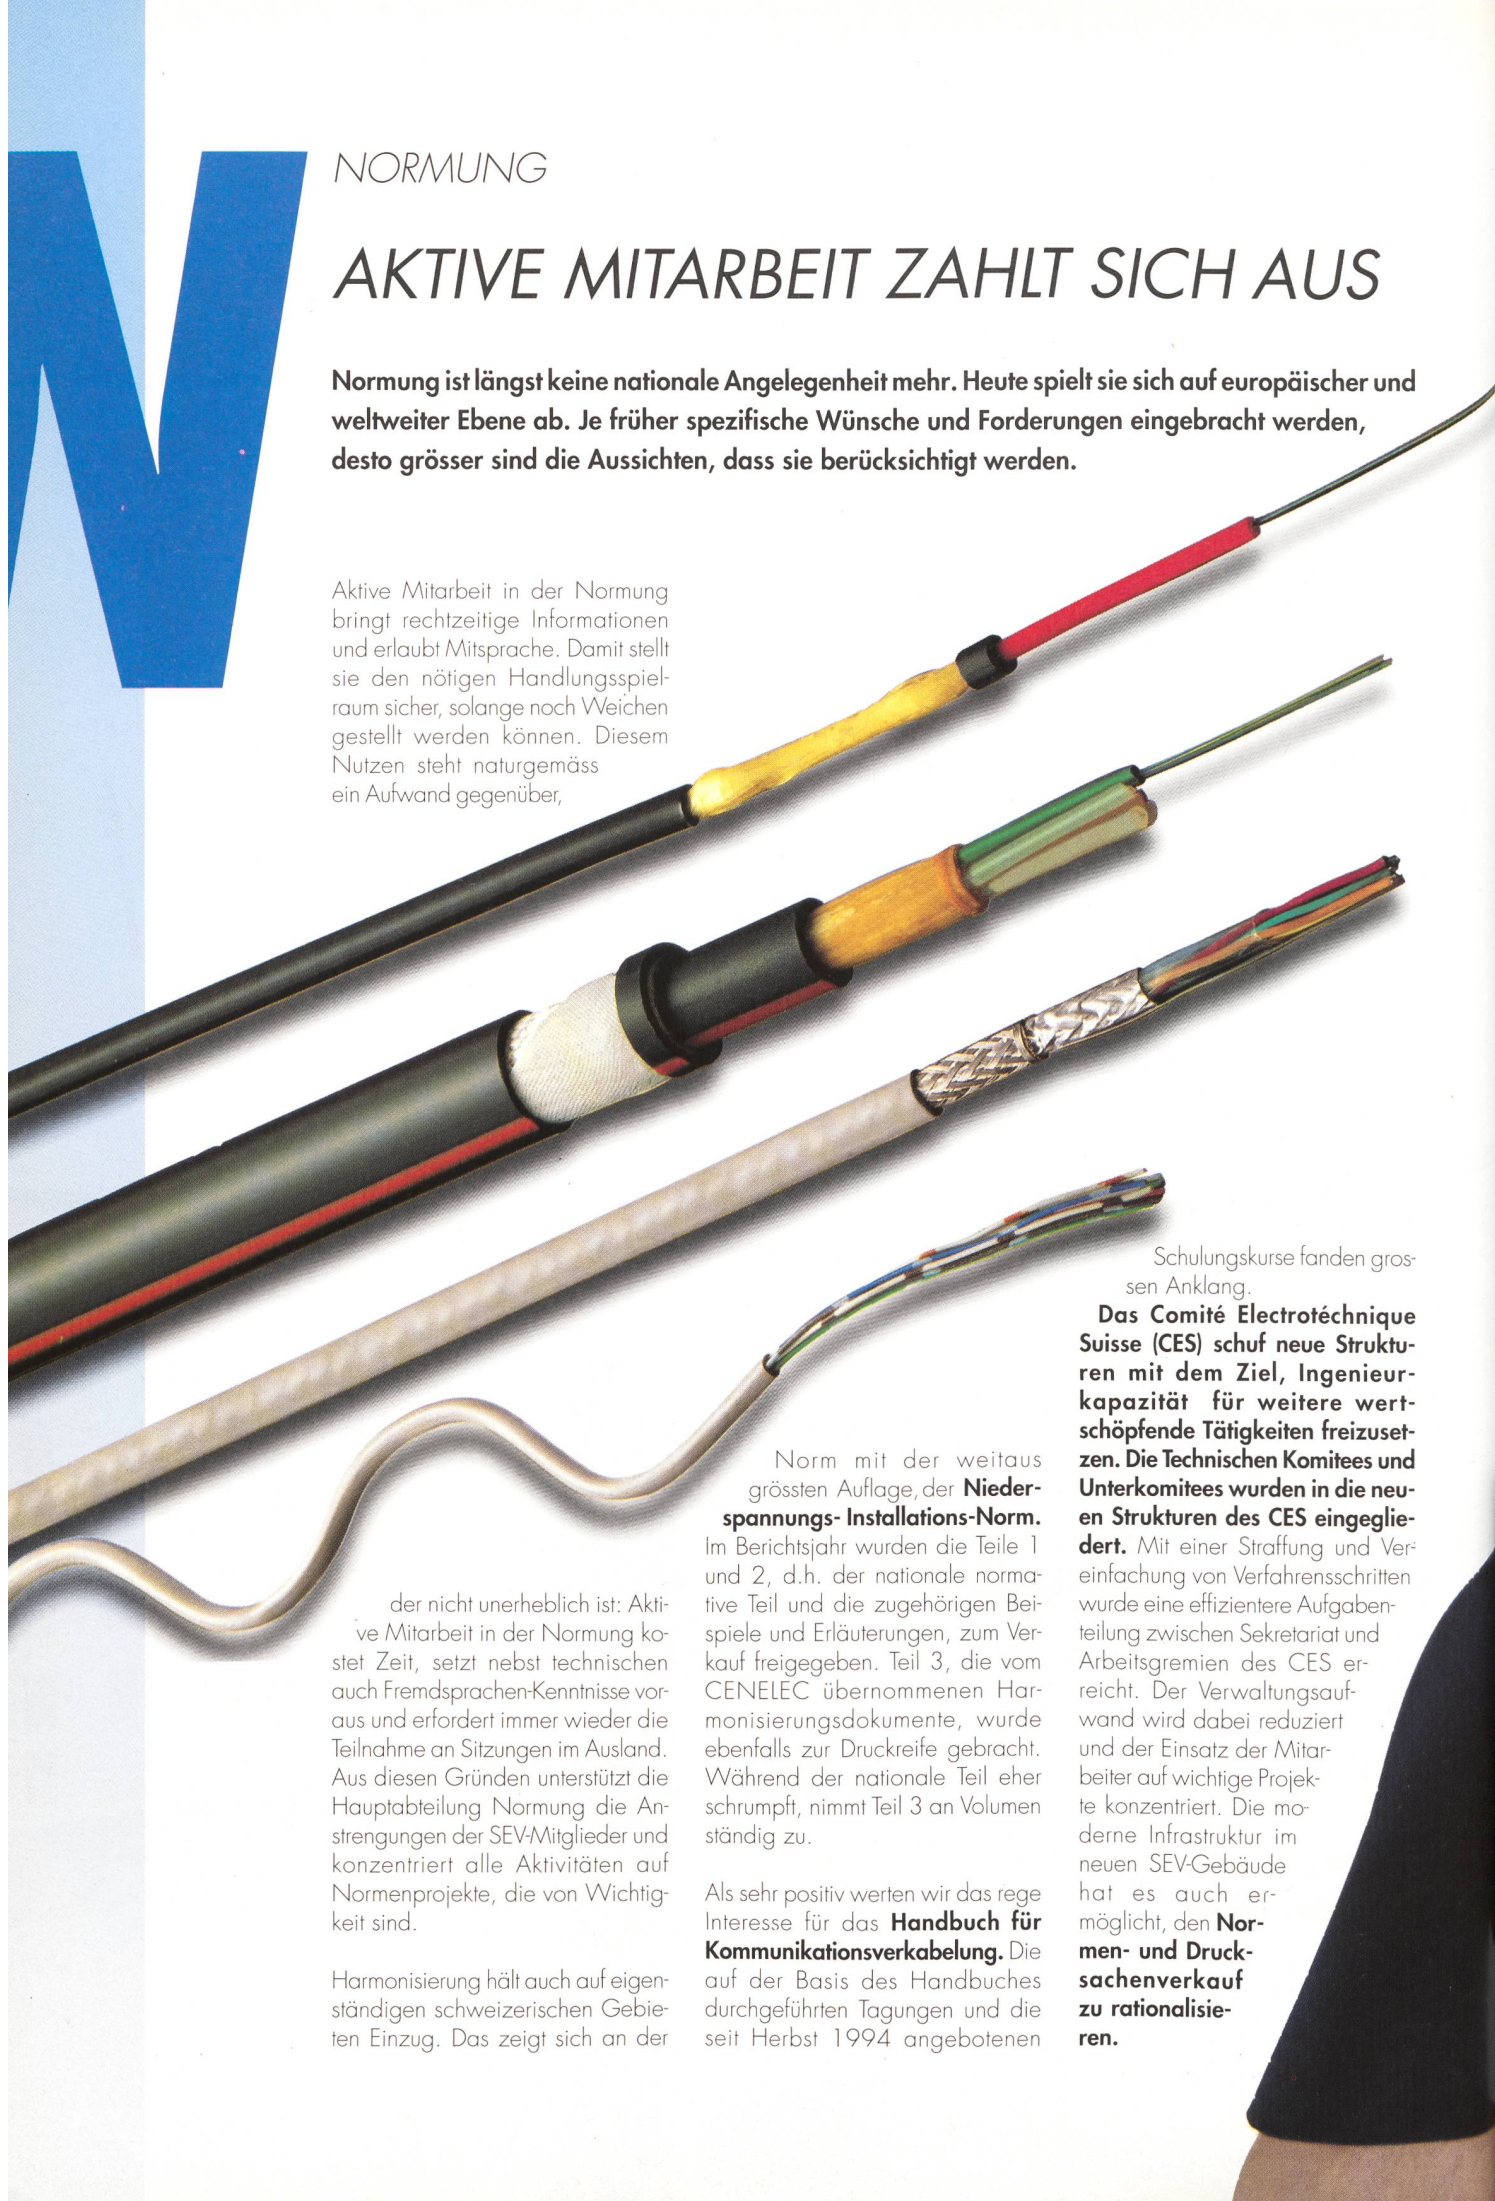 NORMUNG
AKTIVE MITARBEIT ZAHLT SICH AUS
Normung ist längst keine nationale Angelegenheit mehr. Heute spielt sie sich auf europäischer und
weltweiter Ebene ab. Je früher spezifische Wünsche und Forderungen eingebracht werden,
desto grösser sind die Aussichten, dass sie berücksichtigt werden.
Aktive Mitarbeit in der Normung
bringt rechtzeitige Informationen
und erlaubt Mitsprache. Damit stellt
sie den nötigen Handlungsspiel-
raum sicher, solange noch Weichen
gestellt werden können. Diesem
Nutzen steht naturgemäss
ein Aufwand gegenüber,
der nicht unerheblich ist: Akti-
ve Mitarbeit in der Normung ko-
stet Zeit, setzt nebst technischen
auch Fremdsprachen-Kenntnisse vor-
aus und erfordert immer wieder die
Teilnahme an Sitzungen im Ausland.
Aus diesen Gründen unterstützt die
Hauptabteilung Normung die An-
strengungen der SEV-Mitglieder und
konzentriert alle Aktivitäten auf
Normenprojekte, die von Wichtig-
keit sind.
Harmonisierung hält auch auf eigen-
ständigen schweizerischen Gebie-
ten Einzug. Das zeigt sich an der
Norm mit der weitaus
grössten Auflage, der Nieder-
spannungs- Installations-Norm.
Im Berichtsjahr wurden die Teile 1
und 2, d.h. der nationale norma-
tive Teil und die zugehörigen Bei-
spiele und Erläuterungen, zum Ver-
kauf freigegeben. Teil 3, die vom
CENELEC übernommenen Har-
monisierungsdokumente, wurde
ebenfalls zur Druckreife gebracht.
Während der nationale Teil eher
schrumpft, nimmt Teil 3 an Volumen
ständig zu.
Als sehr positiv werten wir das rege
Interesse für das Handbuch für
Kommunikationsverkabelung. Die
auf der Basis des Handbuches
durchgeführten Tagungen und die
seit Herbst 1994 angebotenen
Schulungskurse fanden gros-
sen Anklang.
Das Comité Electrotéchnique
Suisse (CES) schuf neue Struktu-
ren mit dem Ziel, Ingenieur-
kapazität für weitere wert-
schöpfende Tätigkeiten freizuset-
zen. Die Technischen Komitees und
Unterkomitees wurden in die neu-
en Strukturen des CES eingeglie-
dert. Mit einer Straffung und Ver-
einfachung von Verfahrensschritten
wurde eine effizientere Aufgaben-
teilung zwischen Sekretariat und
Arbeitsgremien des CES er-
reicht. Der Verwaltungsauf-
wand wird dabei reduziert
und der Einsatz der Mitar-
beiter auf wichtige Projek-
te konzentriert. Die mo-
derne Infrastruktur im
neuen SEV-Gebäude
hat es auch er-
möglicht, den Nor-
men- und Druck-
sachenverkauf
zu rationalisie-
ren.